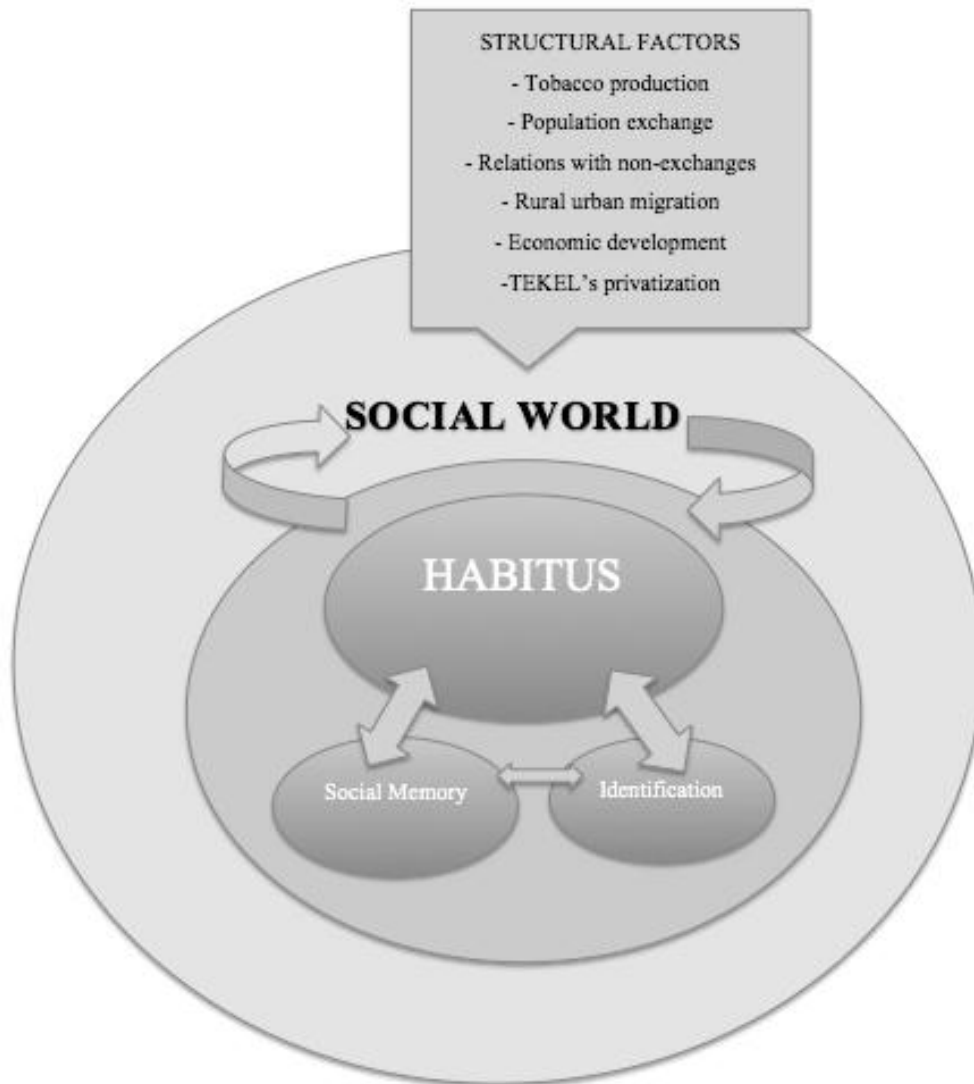 STRUCTURAL FACTORS
- Tobacco production
- Population exchange
- Relations with non-exchanges
- Rural urban migration
- Economic development
-TEKEL's privatization
SOCIAL WORLD
HABITUS
Social Memory
Identification